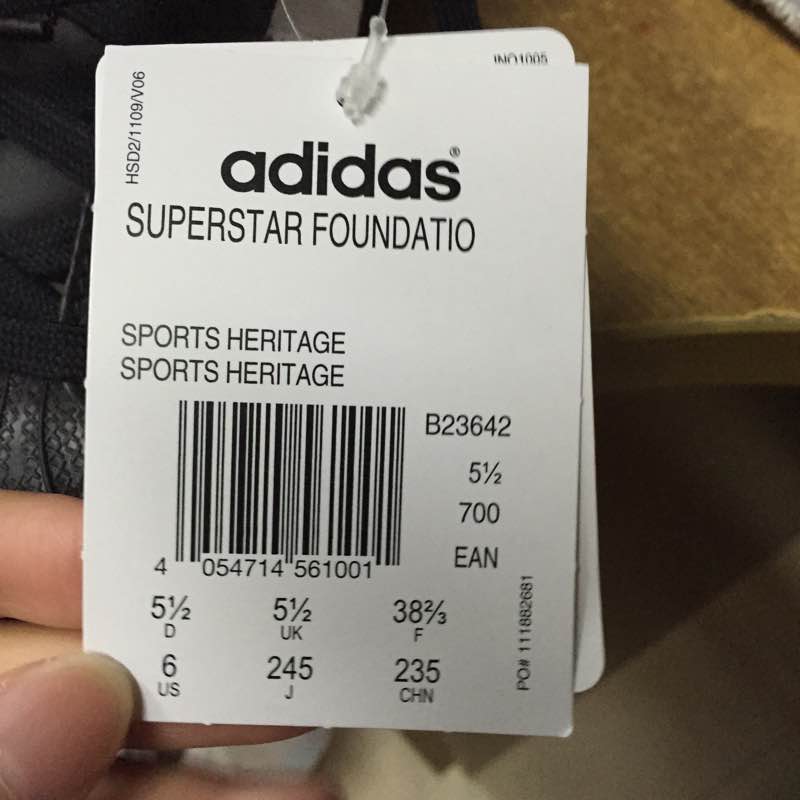 INO1005
HSD2/1109/V06
adidas®
SUPERSTAR FOUNDATIO
SPORTS HERITAGE
SPORTS HERITAGE
B23642
5½
700
EAN
4 054714 561001
5½ 5½ 38⅔
D UK F
6 245 235
US J CHN
PO# 111882681